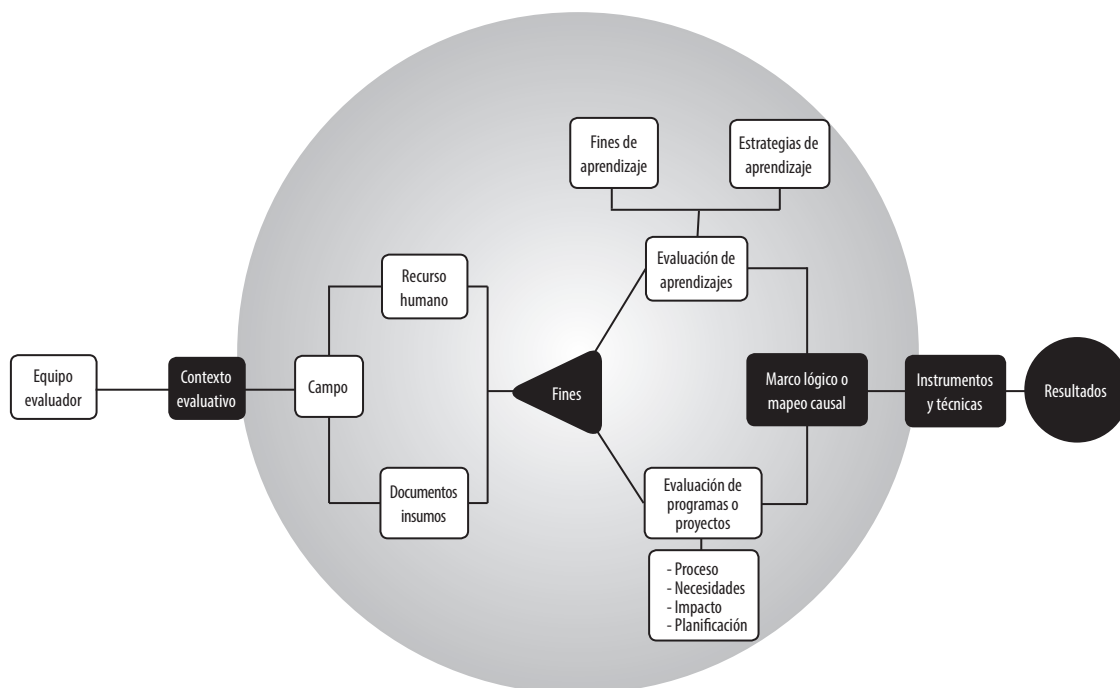 Equipo
evaluador
Contexto
evaluativo
Campo
Recurso
humano
Documentos
insumos
Fines
Fines de
aprendizaje
Estrategias de
aprendizaje
Evaluación de
aprendizajes
Evaluación de
programas o
proyectos
- Proceso
- Necesidades
- Impacto
- Planificación
Marco lógico o
mapeo causal
Instrumentos
y técnicas
Resultados